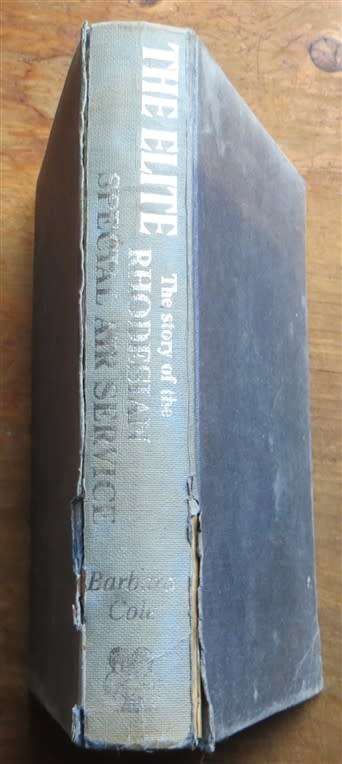 THE ELITE
The story of the
RHODESIAN
SPECIAL AIR SERVICE
Barbara
Cole